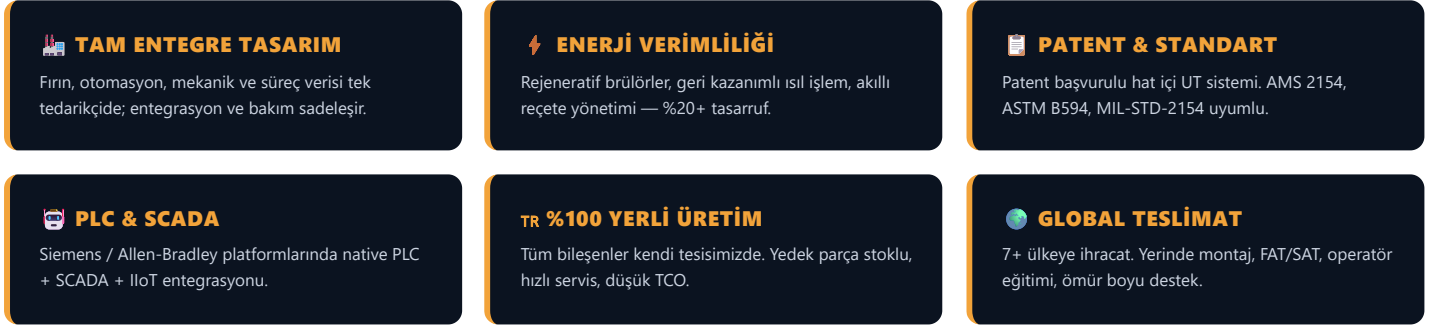 TAM ENTEGRE TASARIM
Fırın, otomasyon, mekanik ve süreç verisi tek
tedarikçide; entegrasyon ve bakım sadeleşir.
ENERJİ VERİMLİLİĞİ
Rejeneratif brülörler, geri kazanımlı ısıl işlem, akıllı
reçete yönetimi — %20+ tasarruf.
PATENT & STANDART
Patent başvurulu hat içi UT sistemi. AMS 2154,
ASTM B594, MIL-STD-2154 uyumlu.
PLC & SCADA
Siemens / Allen-Bradley platformlarında native PLC
+ SCADA + IIoT entegrasyonu.
TR %100 YERLİ ÜRETİM
Tüm bileşenler kendi tesisimizde. Yedek parça stoklu,
hızlı servis, düşük TCO.
GLOBAL TESLİMAT
7+ ülkeye ihracat. Yerinde montaj, FAT/SAT, operatör
eğitimi, ömür boyu destek.